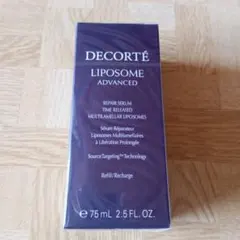 DECORTÉ
LIPOSOME
ADVANCED
REPAIR SERUM
TIME RELEASED
MULTILAMELLAR LIPOSOMES
Sérum Réparateur
Liposomes Multilamellaires
à Libération Prolongée
Source Targeting™ Technology
Refill/Recharge
e 75 mL 2.5 FL. OZ.